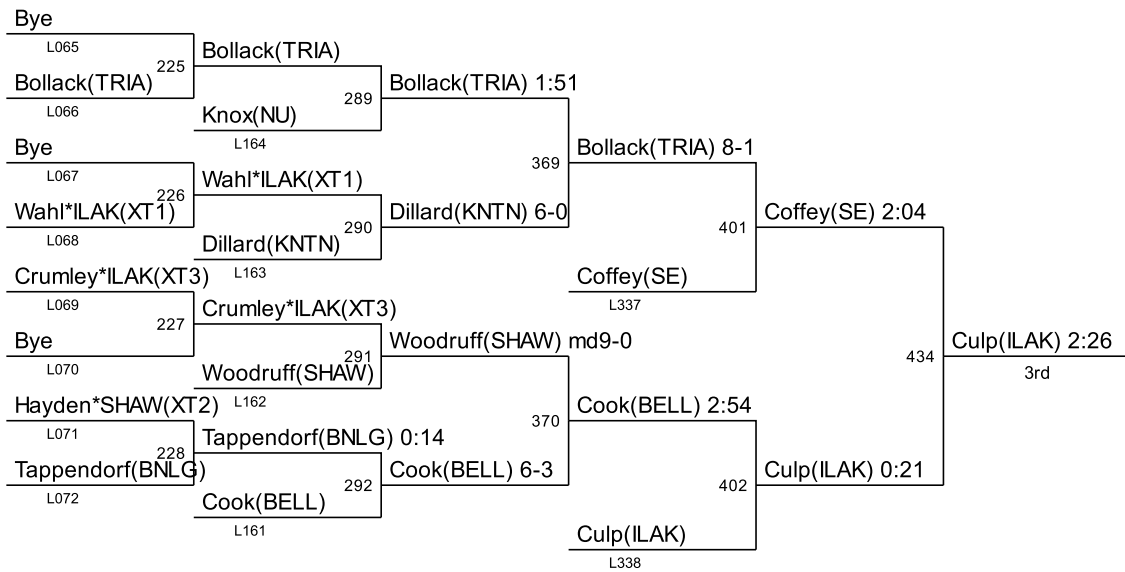 Bye
L065
Bollack(TRIA)
L066
225
Bye
L067
Wahl*ILAK(XT1)
L068
226
Crumley*ILAK(XT3)
L069
Bye
L070
227
Hayden*SHAW(XT2)
L071
Tappendorf(BNLG)
L072
228
Bollack(TRIA)
Knox(NU)
L164
289
Wahl*ILAK(XT1)
Dillard(KNTN)
L163
290
Crumley*ILAK(XT3)
Woodruff(SHAW)
L162
291
Tappendorf(BNLG) 0:14
Cook(BELL)
L161
292
Bollack(TRIA) 1:51
Dillard(KNTN) 6-0
369
Woodruff(SHAW) md9-0
Cook(BELL) 6-3
370
Bollack(TRIA) 8-1
Coffey(SE)
L337
401
Cook(BELL) 2:54
Culp(ILAK)
L338
402
Coffey(SE) 2:04
Culp(ILAK) 0:21
434
Culp(ILAK) 2:26
3rd